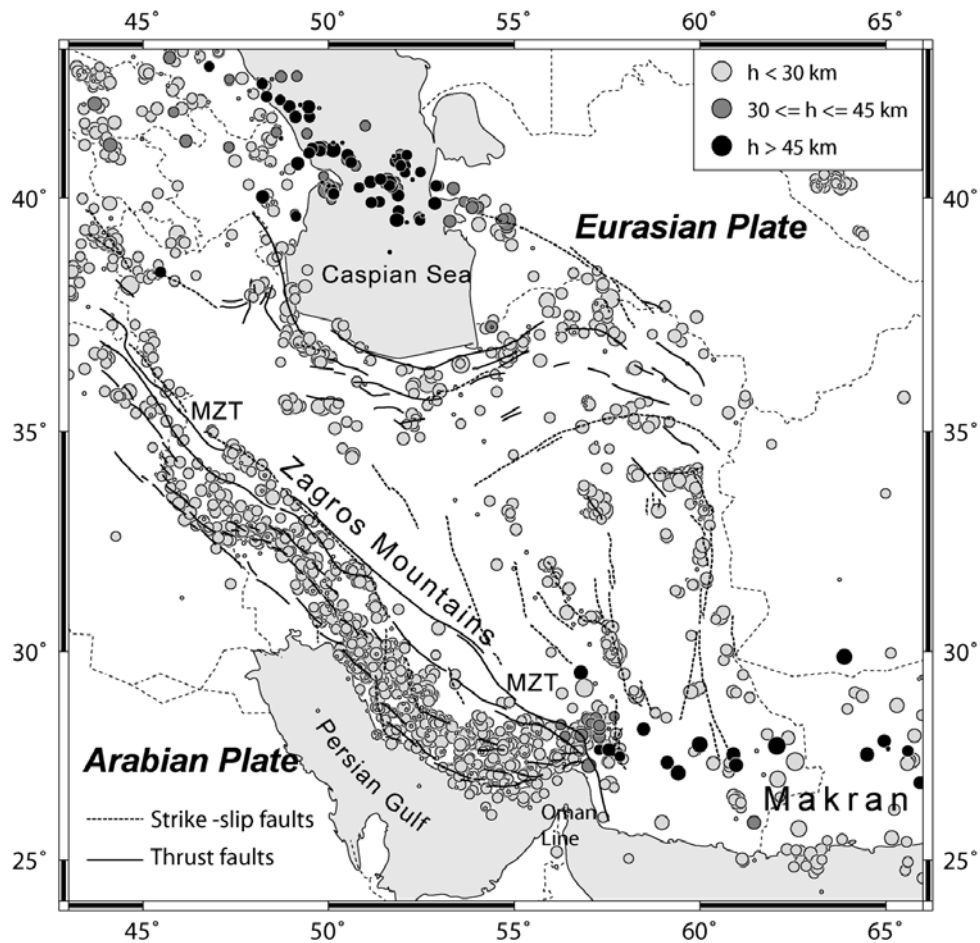 45° 50° 55° 60° 65°
h < 30 km
30 <= h <= 45 km
h > 45 km
40° 40°
Eurasian Plate
Caspian Sea
MZT
35° 35°
Zagros Mountains
30° 30°
MZT
Persian Gulf
Arabian Plate
Makran
Oman
Line
Strike -slip faults
Thrust faults
25° 25°
45° 50° 55° 60° 65°